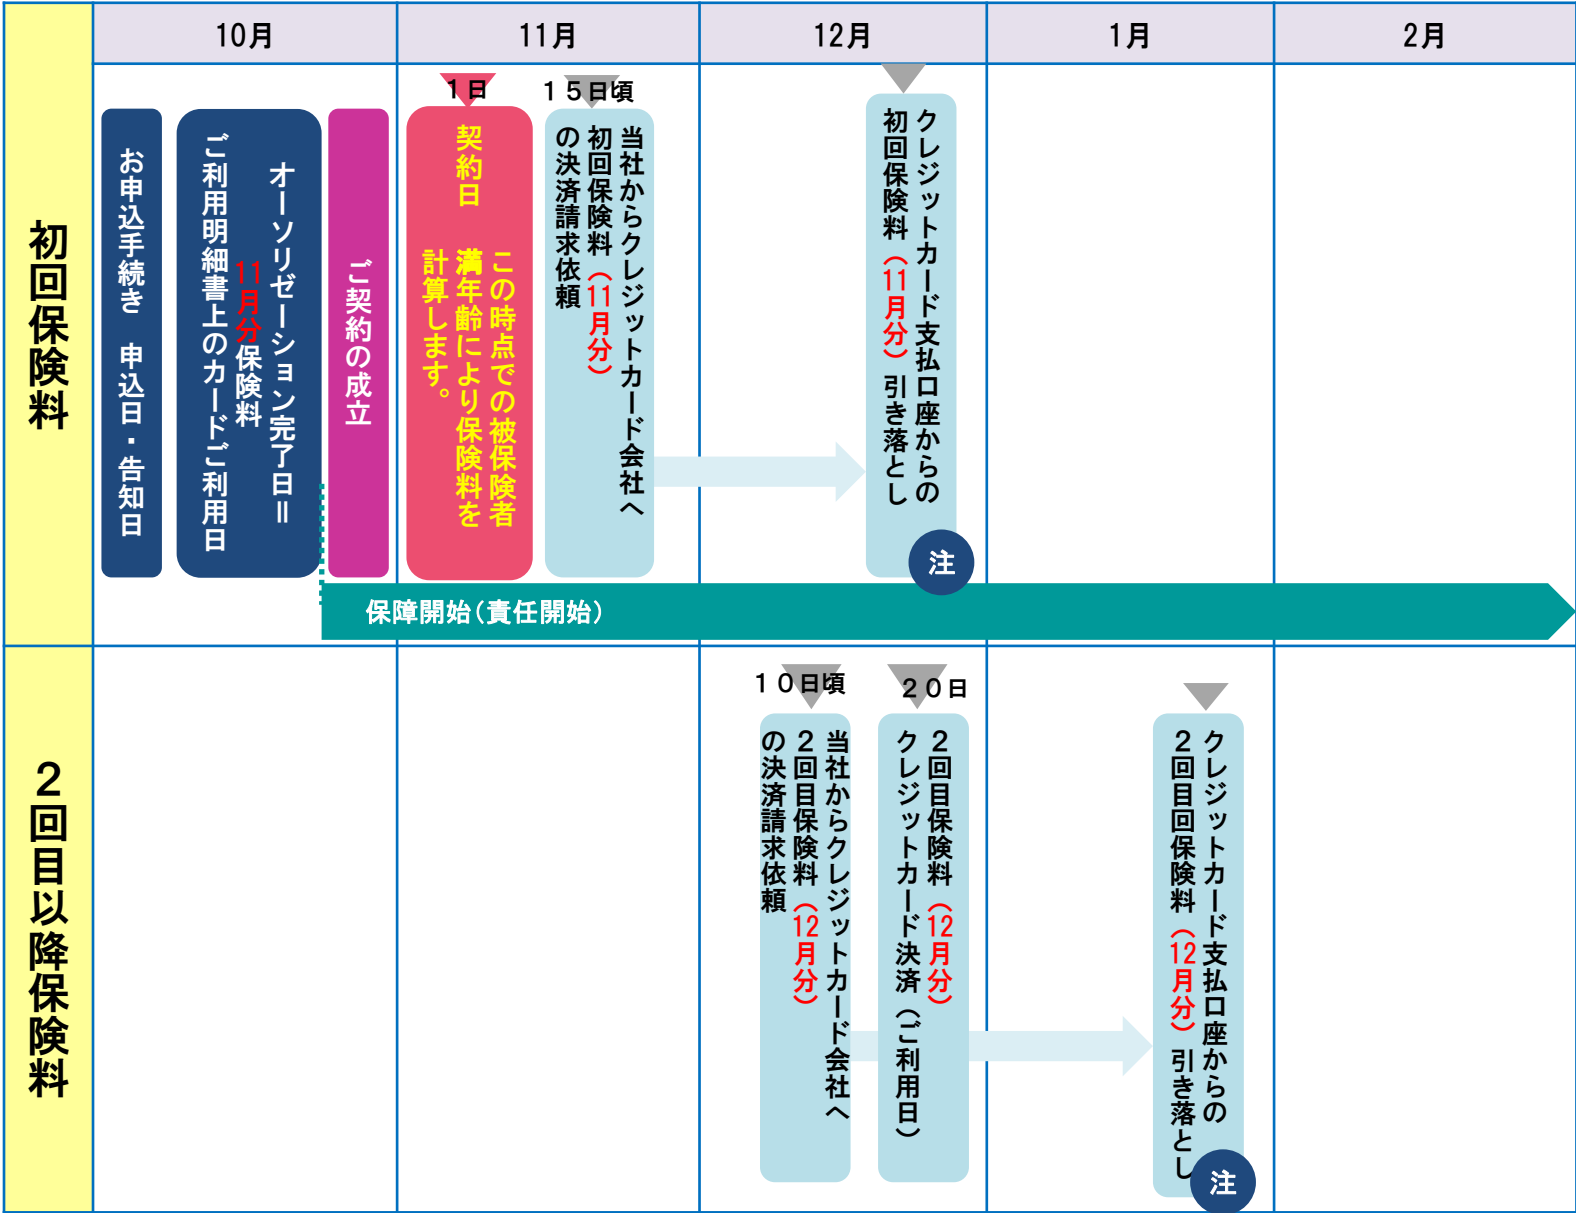 10月
11月
12月
1月
2月
初回保険料
お申込手続き　申込日・告知日
オーソリゼーション完了日＝
11月分保険料
ご利用明細書上のカードご利用日
ご契約の成立
1日
契約日　この時点での被保険者
満年齢により保険料を
計算します。
１５日頃
当社からクレジットカード会社へ
初回保険料（11月分）
の決済請求依頼
クレジットカード支払口座からの
初回保険料（11月分）引き落とし
注
保障開始（責任開始）
２回目以降保険料
１０日頃
当社からクレジットカード会社へ
２回目保険料（12月分）
の決済請求依頼
２０日
２回目保険料（12月分）
クレジットカード決済（ご利用日）
クレジットカード支払口座からの
２回目回保険料（12月分）引き落とし
注